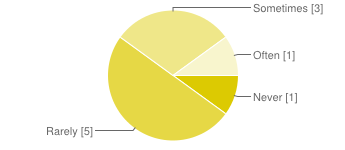 Sometimes [3]
Often [1]
Never [1]
Rarely [5]